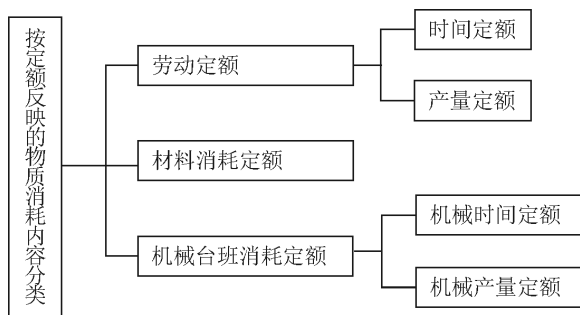 按定额反映的物质消耗内容分类
劳动定额
时间定额
产量定额
材料消耗定额
机械台班消耗定额
机械时间定额
机械产量定额